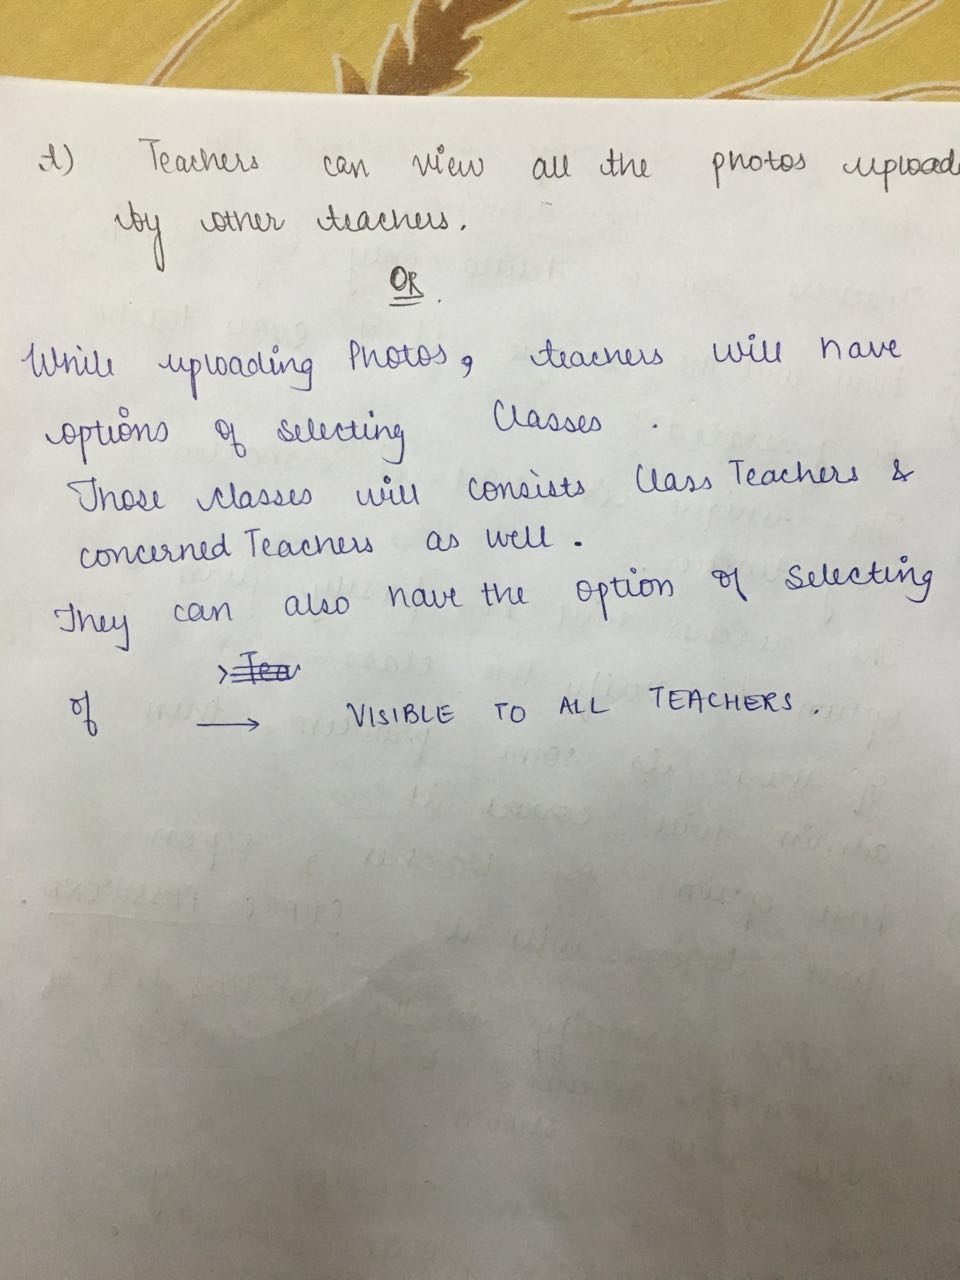 t) Teachers can view all the photos upload
by other teachers.
OR.
While uploading Photos, teachers will have
options of selecting Classes.
Those classes will consists Class Teachers &
concerned Teachers as well.
They can also have the option of selecting
> Tea
of → VISIBLE TO ALL TEACHERS.